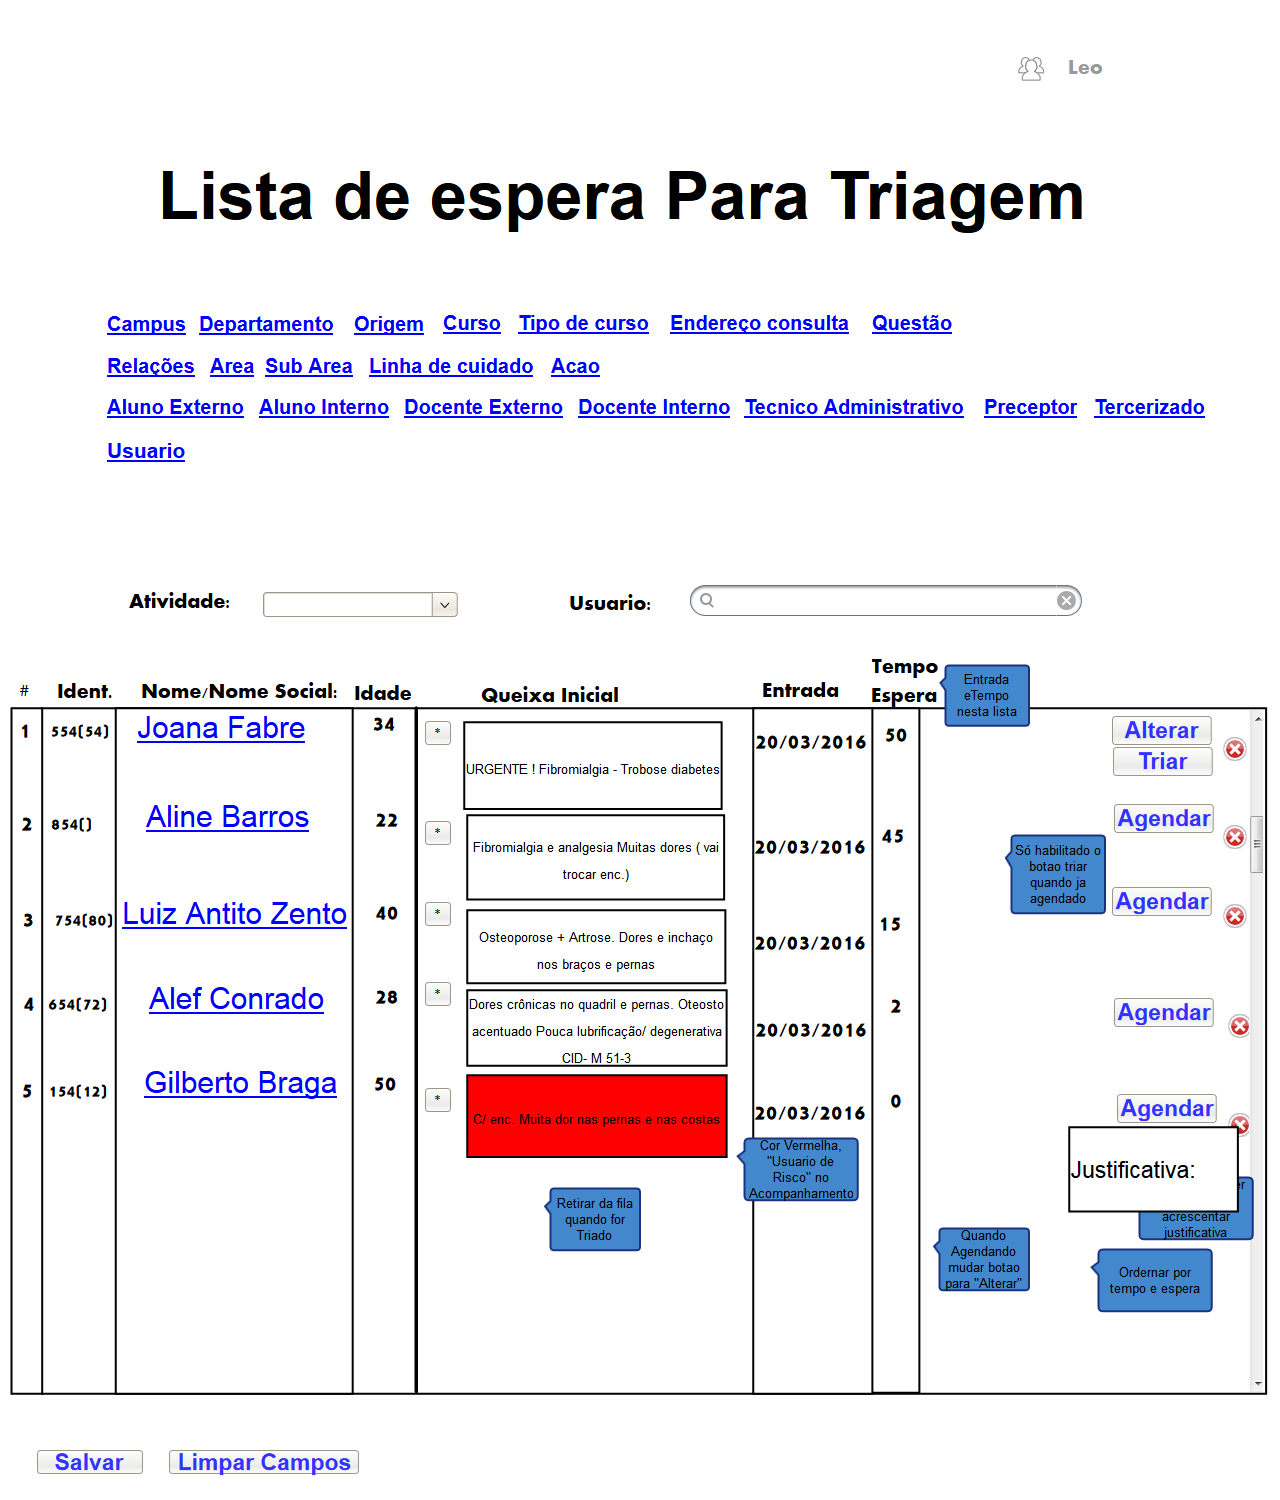 Leo
Lista de espera Para Triagem
Campus Departamento Origem Curso Tipo de curso Endereço consulta Questão
Relações Area Sub Area Linha de cuidado Acao
Aluno Externo Aluno Interno Docente Externo Docente Interno Tecnico Administrativo Preceptor Tercerizado
Usuario
Atividade: Usuario:
# Ident. Nome/Nome Social: Idade Queixa Inicial Entrada Tempo
Espera
Entrada
eTempo
nesta lista
1 554(54) Joana Fabre 34 * URGENTE ! Fibromialgia - Trobose diabetes 20/03/2016 50 Alterar
Triar
2 854() Aline Barros 22 * Fibromialgia e analgesia Muitas dores ( vai
trocar enc.) 20/03/2016 45 Agendar
Só habilitado o
botao triar
quando ja
agendado
3 754(80) Luiz Antito Zento 40 * Osteoporose + Artrose. Dores e inchaço
nos braços e pernas 20/03/2016 15 Agendar
4 654(72) Alef Conrado 28 * Dores crônicas no quadril e pernas. Oteosto
acentuado Pouca lubrificação/ degenerativa
CID- M 51-3 20/03/2016 2 Agendar
5 154(12) Gilberto Braga 50 * C/ enc. Muita dor nas pernas e nas costas 20/03/2016 0 Agendar
Cor Vermelha,
"Usuario de
Risco" no
Acompanhamento
Justificativa:
acrescentar
justificativa
Retirar da fila
quando for
Triado
Quando
Agendando
mudar botao
para "Alterar"
Ordernar por
tempo e espera
Salvar Limpar Campos